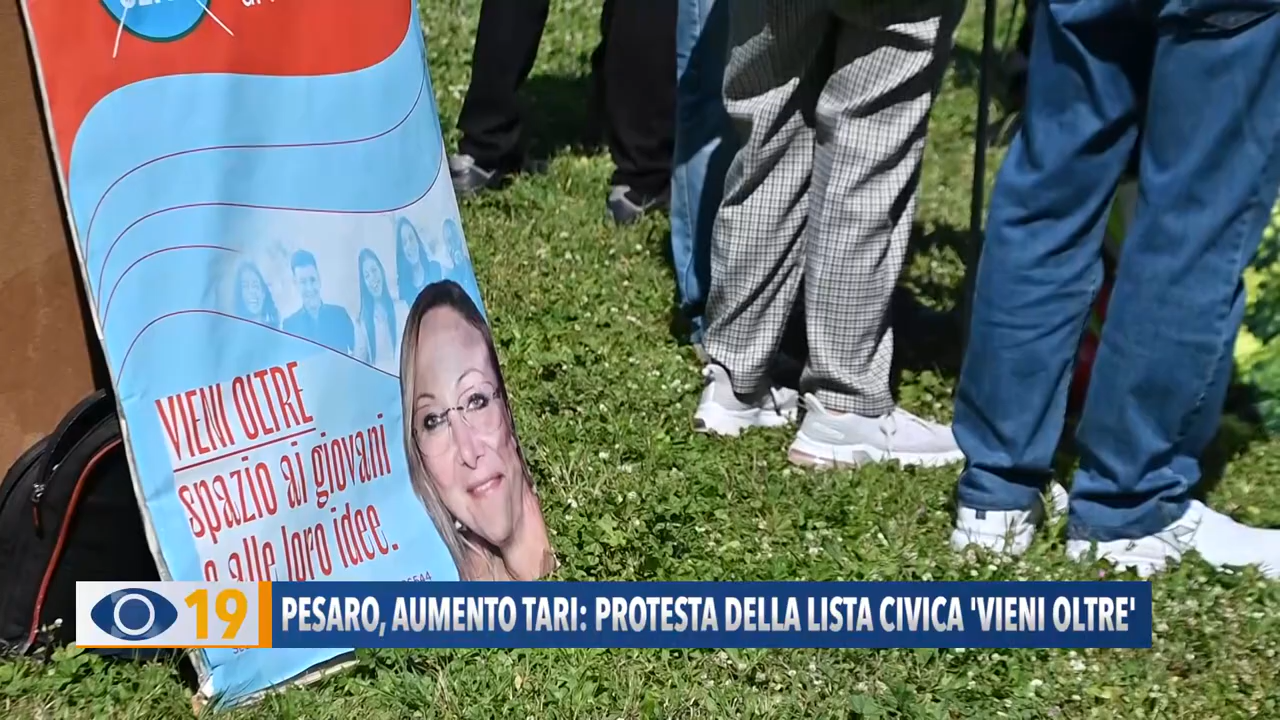 VIENI OLTRE
spazio ai giovani
e alle loro idee.
19
PESARO, AUMENTO TARI: PROTESTA DELLA LISTA CIVICA 'VIENI OLTRE'